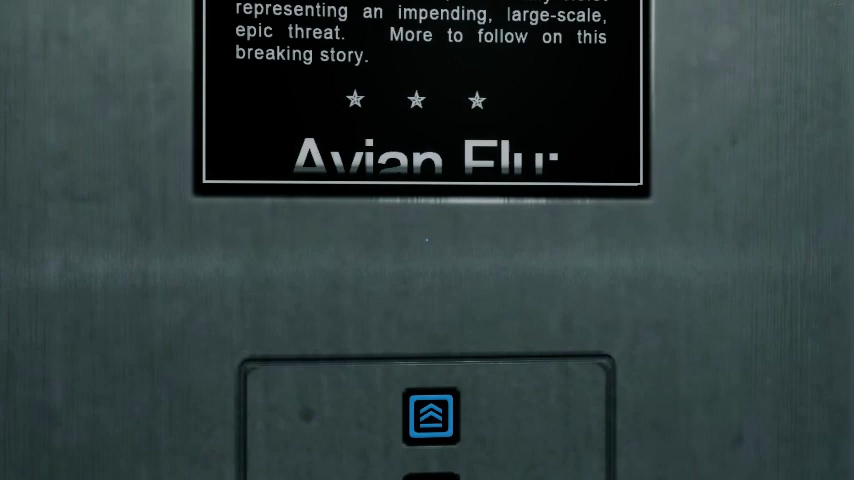 representing an impending, large-scale,
epic threat. More to follow on this
breaking story.
Avian Flu: